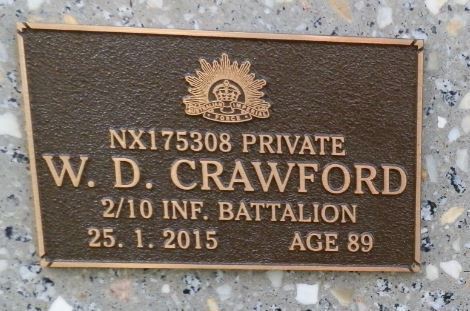 NX175308 PRIVATE
W. D. CRAWFORD
2/10 INF. BATTALION
25. 1. 2015 AGE 89